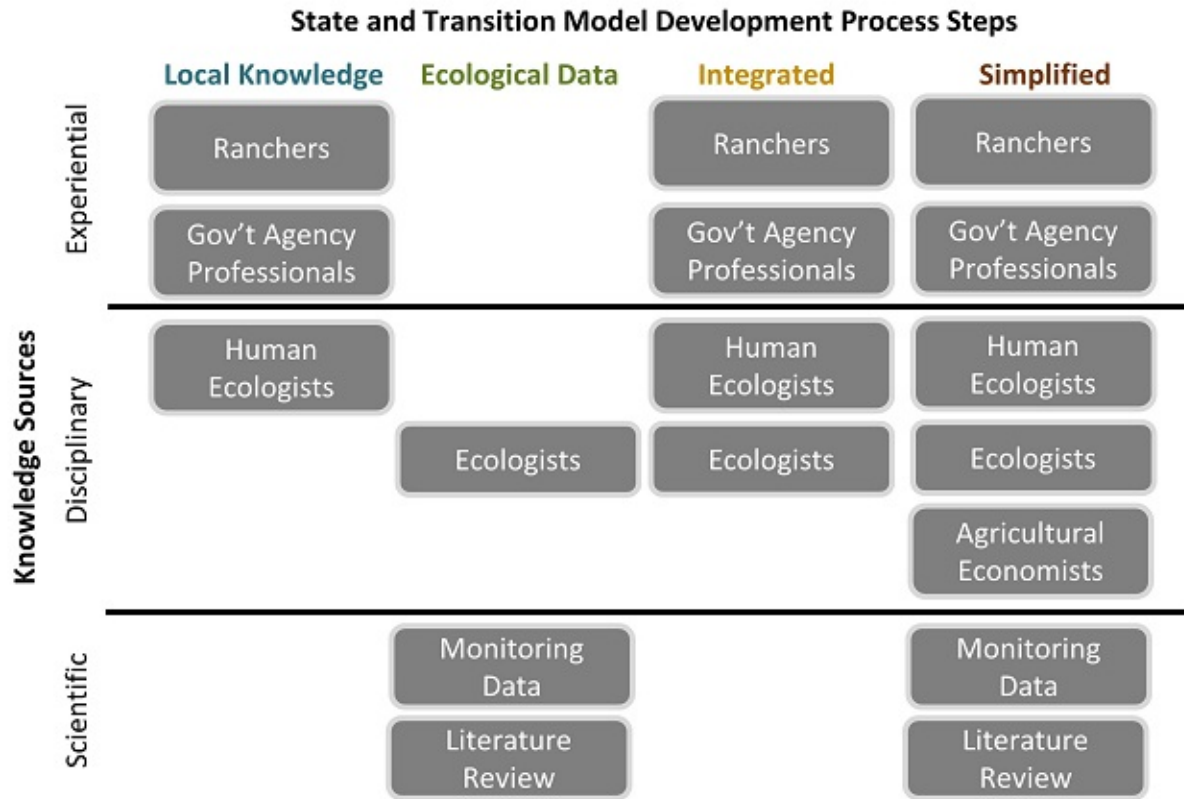 State and Transition Model Development Process Steps
Local Knowledge Ecological Data Integrated Simplified
Knowledge Sources
Experiential
Ranchers Ranchers Ranchers
Gov't Agency Gov't Agency Gov't Agency
Professionals Professionals Professionals
Disciplinary
Human Human Human
Ecologists Ecologists Ecologists
Ecologists Ecologists Ecologists
Agricultural
Economists
Scientific
Monitoring Monitoring
Data Data
Literature Literature
Review Review